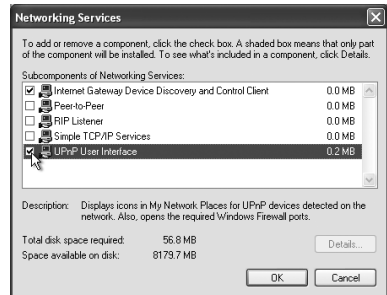 Networking Services
To add or remove a component, click the check box. A shaded box means that only part
of the component will be installed. To see what's included in a component, click Details.
Subcomponents of Networking Services:
Internet Gateway Device Discovery and Control Client 0.0 MB
Peer-to-Peer 0.0 MB
RIP Listener 0.0 MB
Simple TCP/IP Services 0.0 MB
UPnP User Interface 0.2 MB
Description: Displays icons in My Network Places for UPnP devices detected on the
network. Also, opens the required Windows Firewall ports.
Total disk space required: 56.8 MB
Space available on disk: 8179.7 MB
Details...
OK Cancel